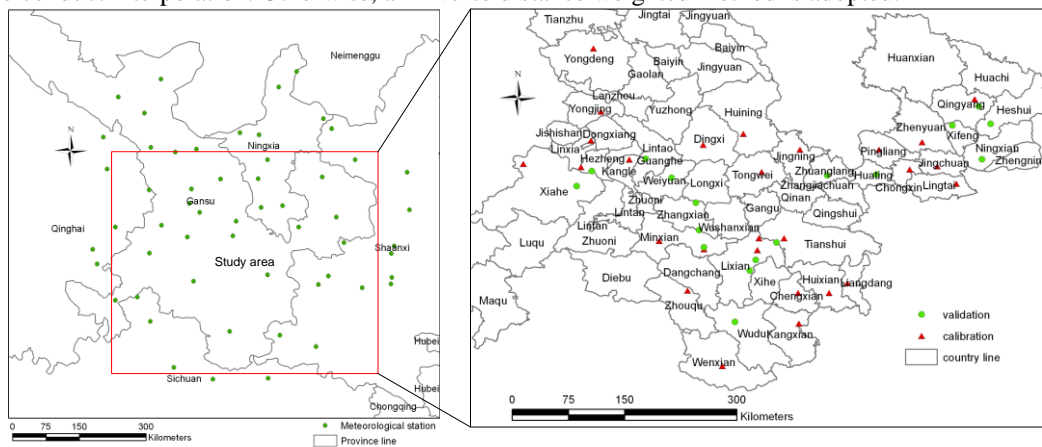 Neimenggu
N
Ningxia
Gansu
Qinghai
Shaanxi
Study area
Hubei
Sichuan
Hubei
Chongqing
0 40 75 150 225 300
Kilometers
Meteorological station
Province line
Tianzhu
Jingtai
Jingyuan
Yongdeng
Baiyin
Baiyin
Gaolan
Jingyuan
Huanxian
Huachi
N
Lanzhou
Qingyang
Heshui
Yongjing
Yuzhong
Huining
Zhenyuan
Xifeng
Jishishan
Dongxiang
Dingxi
Ningxian
Linxia
Lintao
Jingning
Pingliang
Zhengning
Hezheng
Guanghe
Jingchuan
Kangle
Tongwei
Zhuanglang
Huating
Chongxin
Lingtai
Xiahe
Weiyuan
Longxi
Zhangjiachuan
Zhuoni
Qinan
Lintan
Zhangxian
Gangu
Qingshui
Lintan
Wushanxian
Luqu
Zhuoni
Minxian
Tianshui
Diebu
Dangchang
Lixian
Xihe
Huixian
Liangdang
Maqu
Zhouqu
Chengxian
Wudu
Kangxian
Wenxian
validation
calibration
country line
0 75 150 300
Kilometers